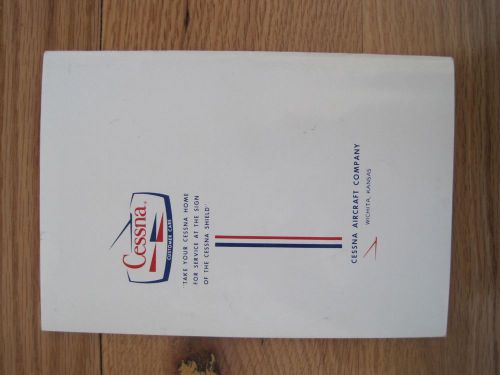 Cessna®
CUSTOMER CARE
'TAKE YOUR CESSNA HOME
FOR SERVICE AT THE SIGN
OF THE CESSNA SHIELD'
CESSNA AIRCRAFT COMPANY
WICHITA, KANSAS